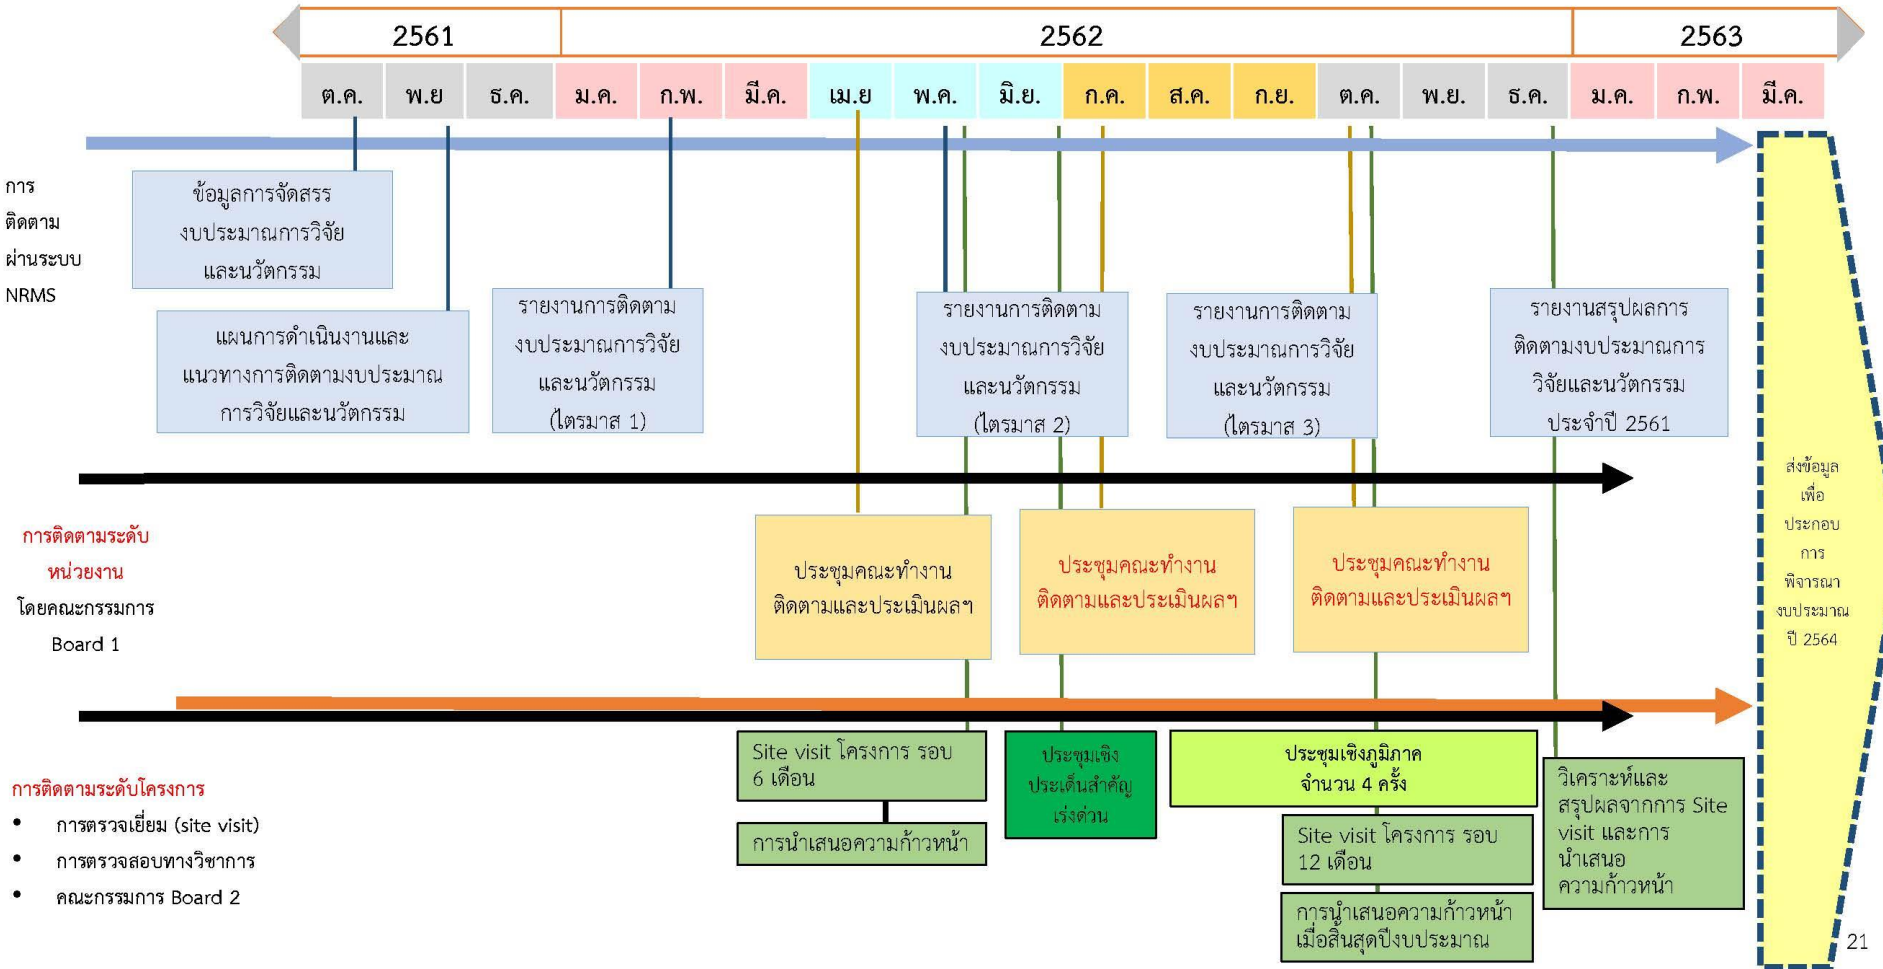 2561
2562
2563
ต.ค.
พ.ย
ธ.ค.
ม.ค.
ก.พ.
มี.ค.
เม.ย
พ.ค.
มิ.ย.
ก.ค.
ส.ค.
ก.ย.
ต.ค.
พ.ย.
ธ.ค.
ม.ค.
ก.พ.
มี.ค.
การ
ติดตาม
ผ่านระบบ
NRMS
ข้อมูลการจัดสรร
งบประมาณการวิจัย
และนวัตกรรม
แผนการดำเนินงานและ
แนวทางการติดตามงบประมาณ
การวิจัยและนวัตกรรม
รายงานการติดตาม
งบประมาณการวิจัย
และนวัตกรรม
(ไตรมาส 1)
รายงานการติดตาม
งบประมาณการวิจัย
และนวัตกรรม
(ไตรมาส 2)
รายงานการติดตาม
งบประมาณการวิจัย
และนวัตกรรม
(ไตรมาส 3)
รายงานสรุปผลการ
ติดตามงบประมาณการ
วิจัยและนวัตกรรม
ประจำปี 2561
การติดตามระดับ
หน่วยงาน
โดยคณะกรรมการ
Board 1
ประชุมคณะทำงาน
ติดตามและประเมินผลฯ
ประชุมคณะทำงาน
ติดตามและประเมินผลฯ
ประชุมคณะทำงาน
ติดตามและประเมินผลฯ
ส่งข้อมูล
เพื่อ
ประกอบ
การ
พิจารณา
งบประมาณ
ปี 2564
การติดตามระดับโครงการ
• การตรวจเยี่ยม (site visit)
• การตรวจสอบทางวิชาการ
• คณะกรรมการ Board 2
Site visit โครงการ รอบ
6 เดือน
การนำเสนอความก้าวหน้า
ประชุมเชิง
ประเด็นสำคัญ
เร่งด่วน
ประชุมเชิงภูมิภาค
จำนวน 4 ครั้ง
Site visit โครงการ รอบ
12 เดือน
การนำเสนอความก้าวหน้า
เมื่อสิ้นสุดปีงบประมาณ
วิเคราะห์และ
สรุปผลจากการ Site
visit และการ
นำเสนอ
ความก้าวหน้า
21